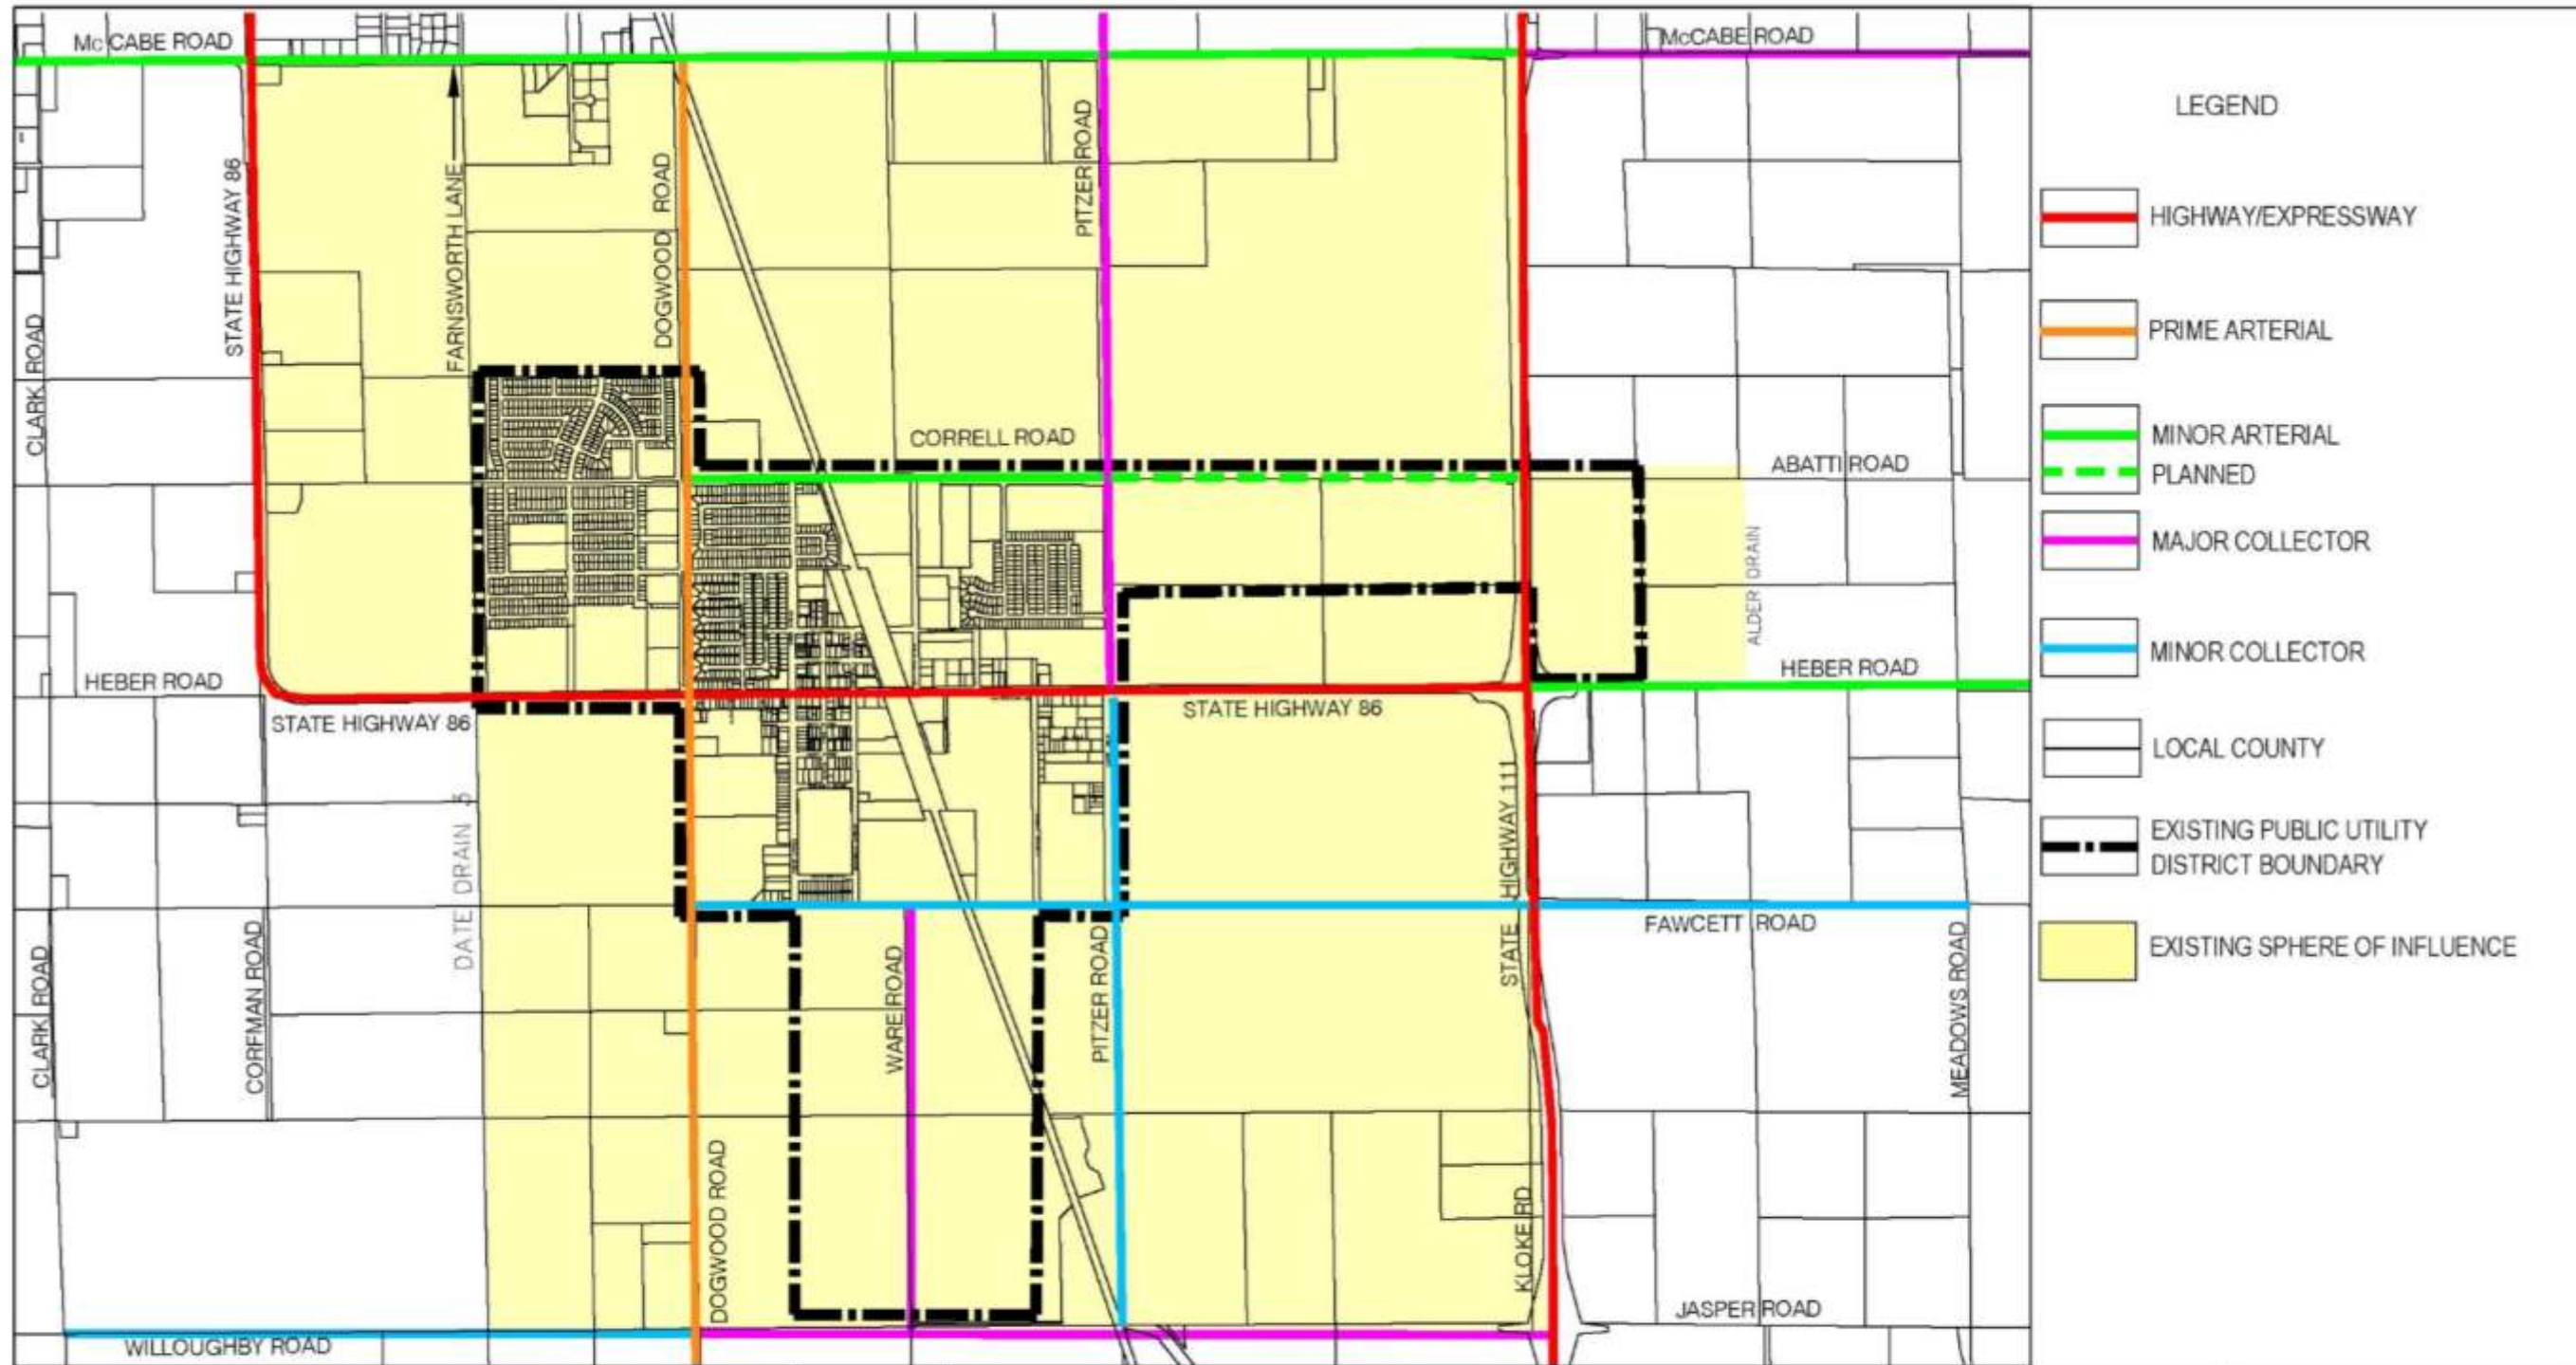 McCABE ROAD
McCABE ROAD
STATE HIGHWAY 86
FARNSWORTH LANE
DOGWOOD ROAD
PITZER ROAD
CLARK ROAD
CORRELL ROAD
ABATTI ROAD
ALDER DRAIN
HEBER ROAD
HEBER ROAD
STATE HIGHWAY 86
STATE HIGHWAY 86
DATE DRAIN 5
STATE HIGHWAY 111
FAWCETT ROAD
CLARK ROAD
CORFMAN ROAD
WARE ROAD
PITZER ROAD
MEADOWS ROAD
DOGWOOD ROAD
KLOKE RD
JASPER ROAD
WILLOUGHBY ROAD
LEGEND
HIGHWAY/EXPRESSWAY
PRIME ARTERIAL
MINOR ARTERIAL
PLANNED
MAJOR COLLECTOR
MINOR COLLECTOR
LOCAL COUNTY
EXISTING PUBLIC UTILITY
DISTRICT BOUNDARY
EXISTING SPHERE OF INFLUENCE